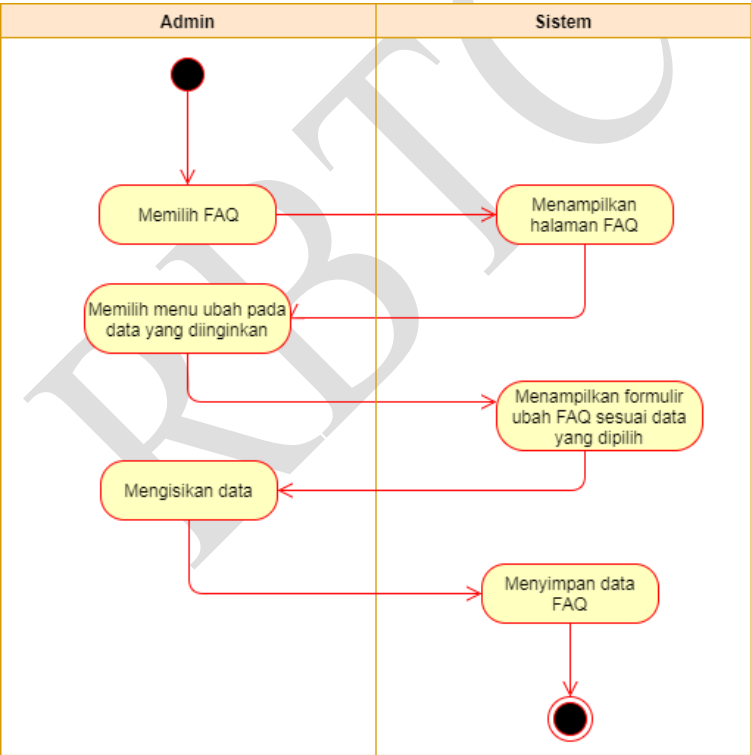 Admin
Sistem
Memilih FAQ
Menampilkan
halaman FAQ
Memilih menu ubah pada
data yang diinginkan
Menampilkan formulir
ubah FAQ sesuai data
yang dipilih
Mengisikan data
Menyimpan data
FAQ
RBTC